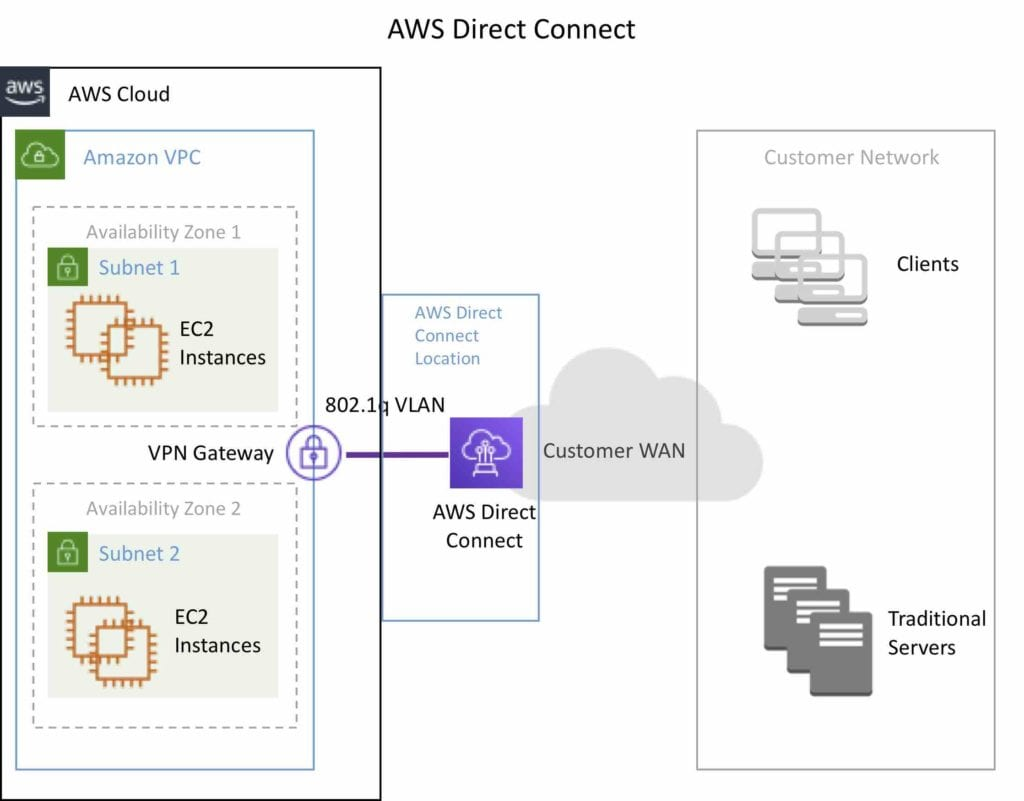 AWS Direct Connect
aws
AWS Cloud
Amazon VPC
Availability Zone 1
Subnet 1
EC2
Instances
802.1q VLAN
VPN Gateway
Availability Zone 2
Subnet 2
EC2
Instances
AWS Direct
Connect
Location
AWS Direct
Connect
Customer WAN
Customer Network
Clients
Traditional
Servers